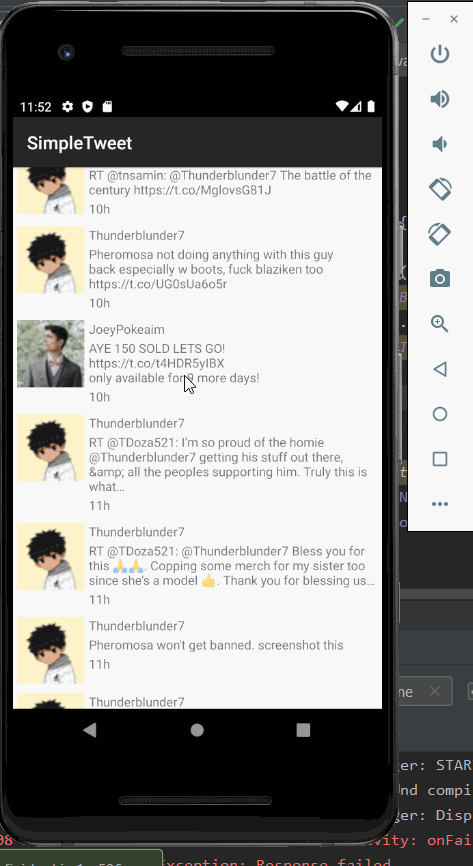 11:52
SimpleTweet
RT @tnsamin: @Thunderblunder7 The battle of the
century https://t.co/MglovsG81J
10h
Thunderblunder7
Pheromosa not doing anything with this guy
back especially w boots, fuck blaziken too
https://t.co/UG0sUa6o5r
10h
JoeyPokeaim
AYE 150 SOLD LETS GO!
https://t.co/t4HDR5yIBX
only available for more days!
10h
Thunderblunder7
RT @TDoza521: I'm so proud of the homie
@Thunderblunder7 getting his stuff out there,
&amp; all the peoples supporting him. Truly this is
what…
11h
Thunderblunder7
RT @TDoza521: @Thunderblunder7 Bless you for
this 🙏🙏. Copping some merch for my sister too
since she's a model 👍. Thank you for blessing us…
11h
Thunderblunder7
Pheromosa won't get banned. screenshot this
11h
Thunderblunder7
ne
er: STAR
nd compi
ger: Disp
08
ivity: onFai
xception: Response failed